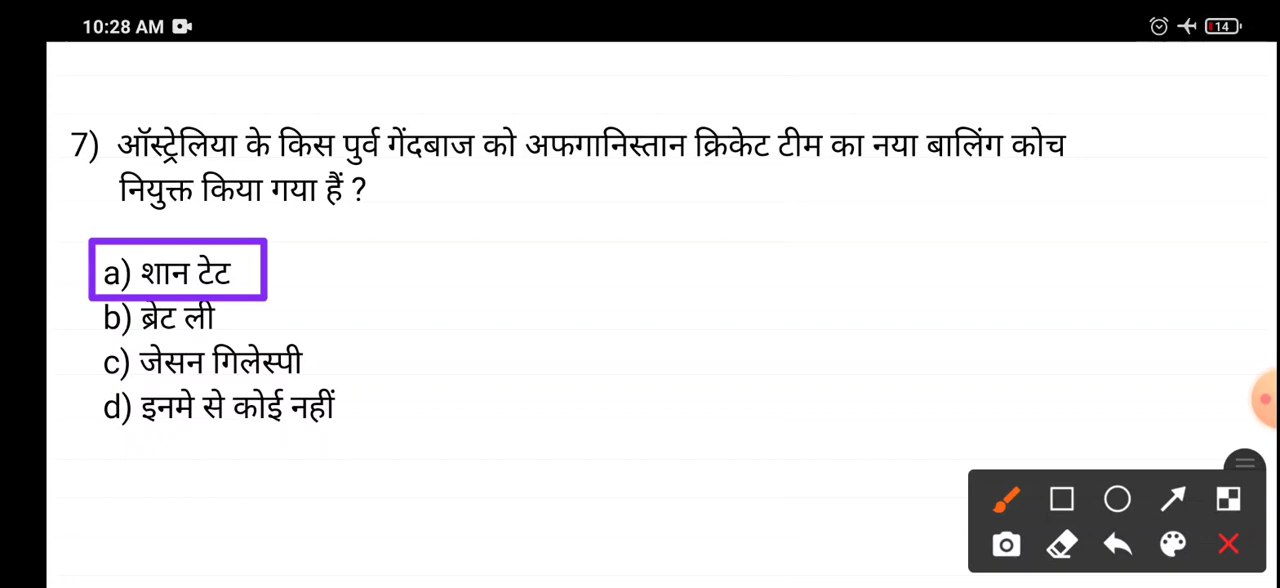 10:28 AM
14
7) ऑस्ट्रेलिया के किस पुर्व गेंदबाज को अफगानिस्तान क्रिकेट टीम का नया बालिंग कोच
नियुक्त किया गया हैं ?
a) शान टेट
b) ब्रेट ली
c) जेसन गिलेस्पी
d) इनमे से कोई नहीं